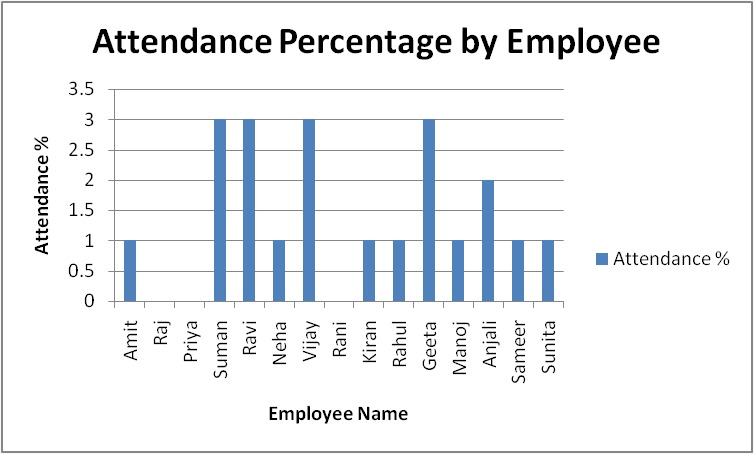 Attendance Percentage by Employee
3.5
3
2.5
2
1.5
1
0.5
0
Attendance %
Amit
Raj
Priya
Suman
Ravi
Neha
Vijay
Rani
Kiran
Rahul
Geeta
Manoj
Anjali
Sameer
Sunita
Employee Name
Attendance %